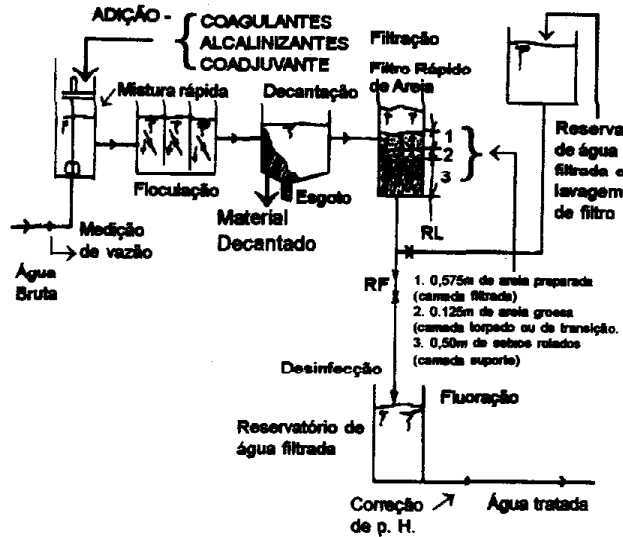 ADIÇÃO -
COAGULANTES
ALCALINIZANTES
COADJUVANTE
Mistura rápida
Floculação
Decantação
Esgoto
Material
Decantado
Filtração
Filtro Rápido
de Areia
1
2
3
RL
Reserva
de água
filtrada
lavagem
de filtro
Água
Bruta
Medição
de vazão
RF
1. 0,575m de areia preparada
(camada filtrada)
2. 0.125m de areia grossa
(camada torpedo ou de transição.
3. 0,50m de seixos rolados
(camada suporte)
Desinfecção
Fluoração
Reservatório de
água filtrada
Correção
de p. H.
Água tratada